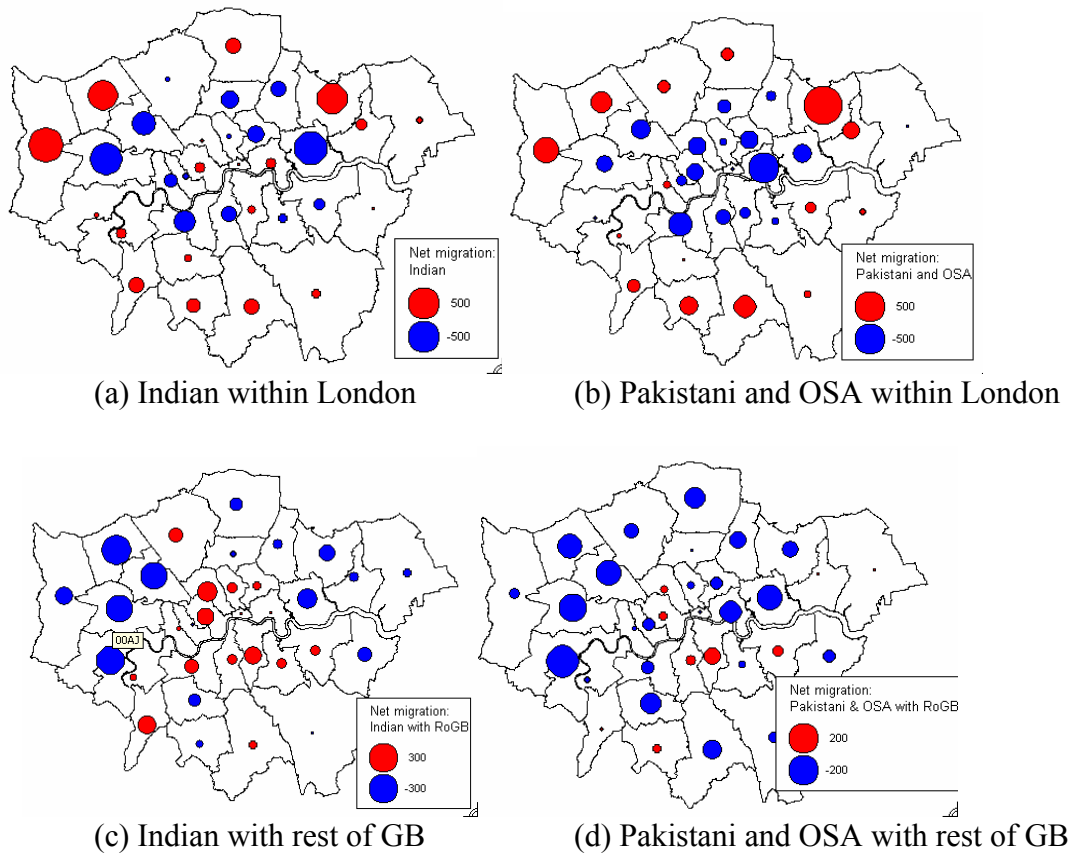 Net migration:
Indian
500
-500
(a) Indian within London
Net migration:
Pakistani and OSA
500
-500
(b) Pakistani and OSA within London
00AJ
Net migration:
Indian with RoGB
300
-300
(c) Indian with rest of GB
Net migration:
Pakistani & OSA with RoGB
200
-200
(d) Pakistani and OSA with rest of GB